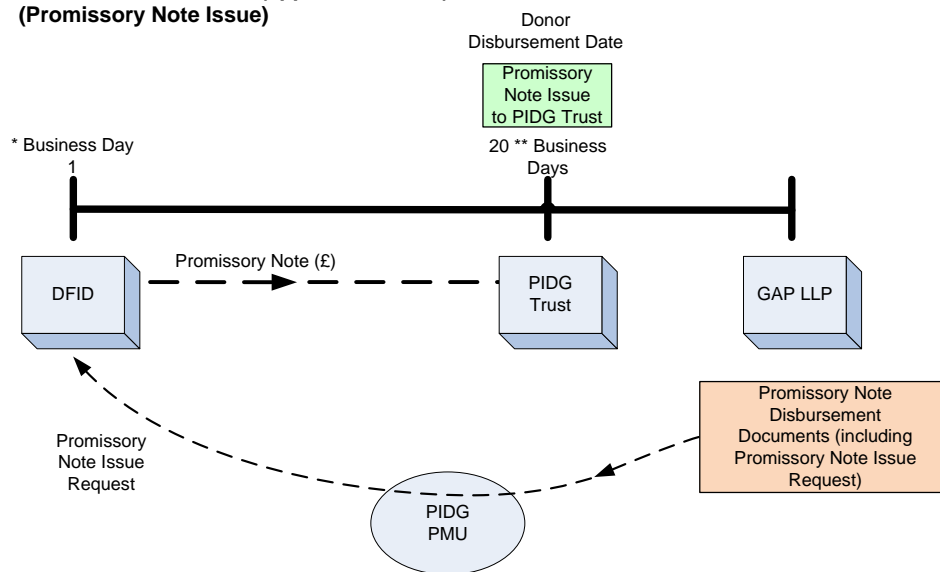 (Promissory Note Issue)
Donor
Disbursement Date
Promissory
Note Issue
to PIDG Trust
* Business Day
1
20 ** Business
Days
DFID
Promissory Note (£)
PIDG
Trust
GAP LLP
Promissory
Note Issue
Request
PIDG
PMU
Promissory Note
Disbursement
Documents (including
Promissory Note Issue
Request)